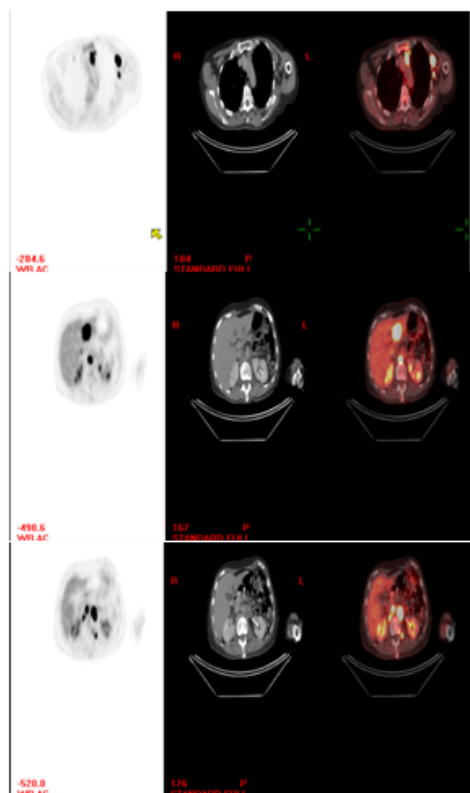 R L
-284.6 104 P
WB AC STANDARD FULL
R L
-490.6 167 P
WB AC STANDARD FULL
R L
-520.0 176 P
WB AC STANDARD FULL